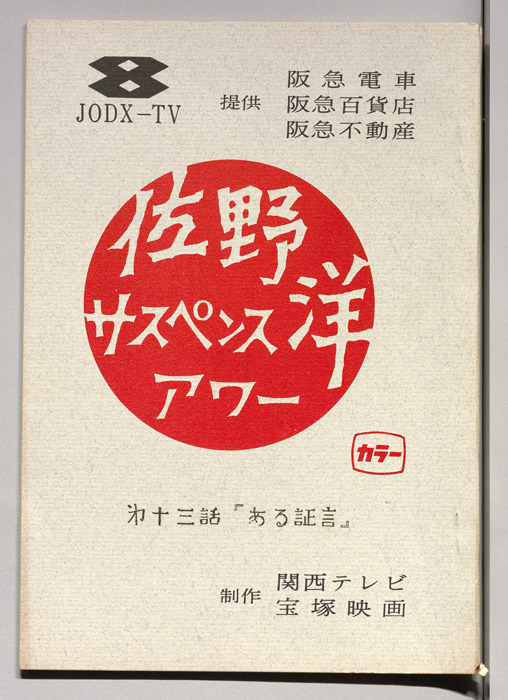 JODX-TV
提供
阪急電車
阪急百貨店
阪急不動産
佐野洋
サスペンス
アワー
カラー
㐧十三話『ある証言』
制作
関西テレビ
宝塚映画